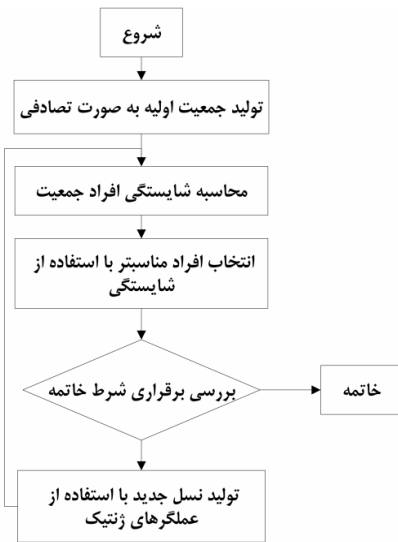 شروع
تولید جمعیت اولیه به صورت تصادفی
محاسبه شایستگی افراد جمعیت
انتخاب افراد مناسبتر با استفاده از
شایستگی
بررسی برقراری شرط خاتمه
خاتمه
تولید نسل جدید با استفاده از
عملگرهای ژنتیک